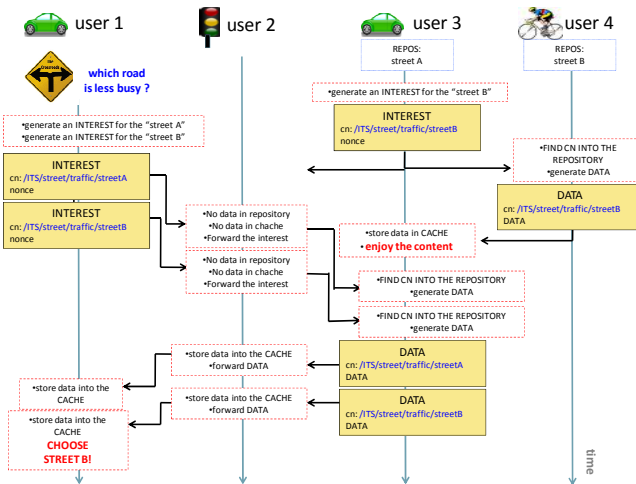 user 1
user 2
user 3
user 4
REPOS:
street A
REPOS:
street B
which road
is less busy ?
•generate an INTEREST for the "street B"
•generate an INTEREST for the "street A"
•generate an INTEREST for the "street B"
INTEREST
cn: /ITS/street/traffic/streetB
nonce
•FIND CN INTO THE
REPOSITORY
•generate DATA
INTEREST
cn: /ITS/street/traffic/streetA
nonce
DATA
cn: /ITS/street/traffic/streetB
DATA
INTEREST
cn: /ITS/street/traffic/streetB
nonce
•No data in repository
•No data in cache
•Forward the interest
•store data in CACHE
• enjoy the content
•No data in repository
•No data in chache
•Forward the interest
•FIND CN INTO THE REPOSITORY
•generate DATA
•FIND CN INTO THE REPOSITORY
•generate DATA
•store data into the CACHE
•forward DATA
DATA
cn: /ITS/street/traffic/streetA
DATA
•store data into the
CACHE
•store data into the CACHE
•forward DATA
DATA
cn: /ITS/street/traffic/streetB
DATA
•store data into the
CACHE
CHOOSE
STREET B!
time